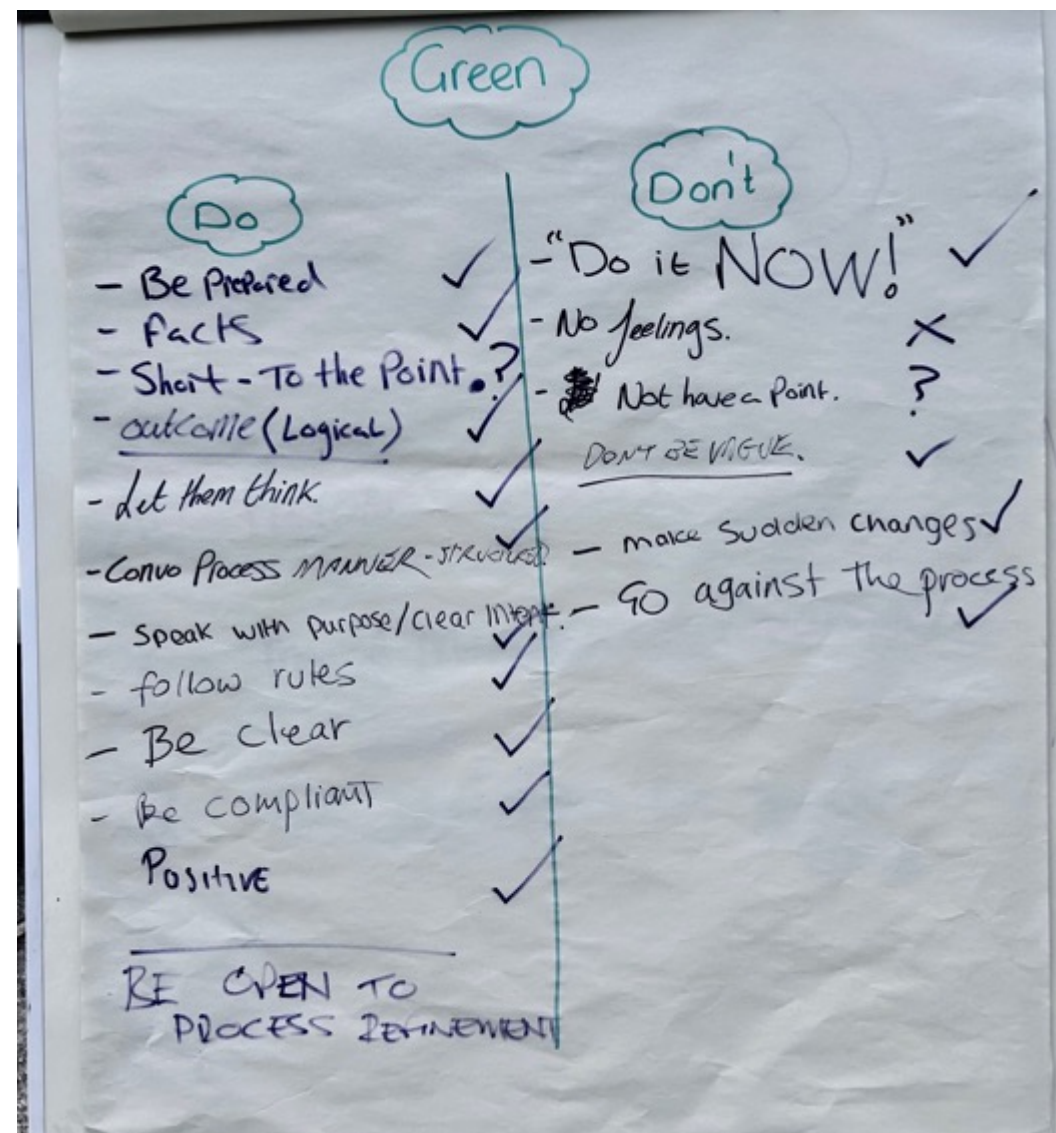 Green
Do
- Be Prepared ✓
- Facts ✓
- Short - To the Point. ?
- outcome (Logical) ✓
- Let them think. ✓
- Convo Process MANNER - STRUCTURED. ✓
- Speak with purpose/clear Intent. ✓
- follow rules ✓
- Be clear ✓
- Be compliant ✓
Positive ✓
BE OPEN TO
PROCESS REFINEMENT
Don't
- "Do it NOW!" ✓
- No feelings. X
- Not have a Point. ?
DON'T BE VAGUE. ✓
- make Sudden changes ✓
- GO against The process ✓